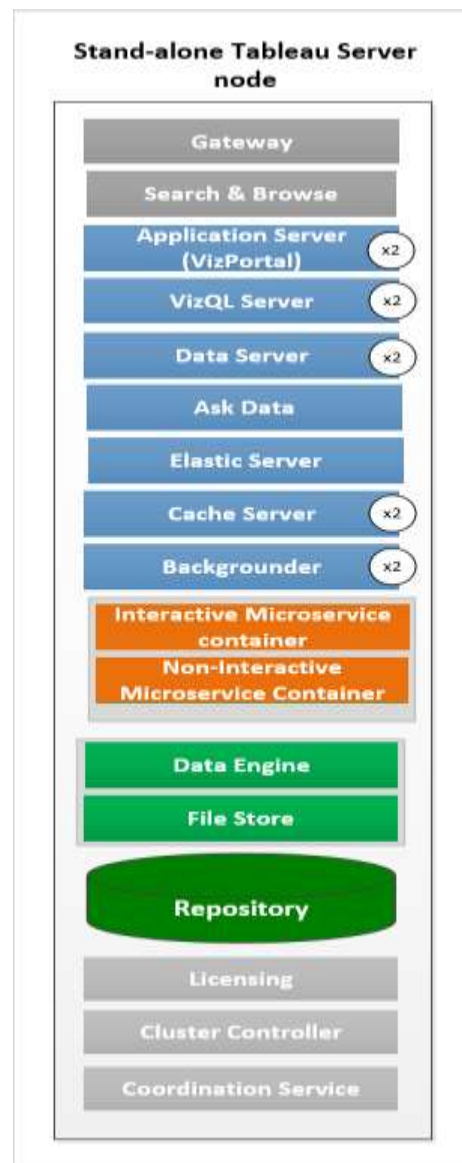 Stand-alone Tableau Server
node
Gateway
Search & Browse
Application Server
(VizPortal)
x2
VizQL Server
x2
Data Server
x2
Ask Data
Elastic Server
Cache Server
x2
Backgrounder
x2
Interactive Microservice
container
Non-Interactive
Microservice Container
Data Engine
File Store
Repository
Licensing
Cluster Controller
Coordination Service